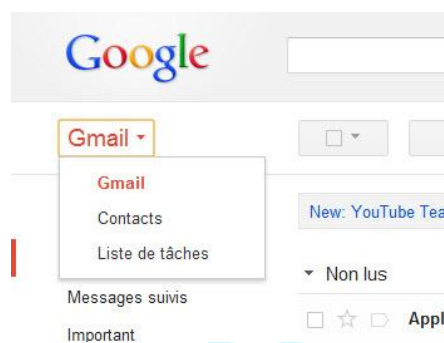 Google
Gmail
Gmail
Contacts
Liste de tâches
Messages suivis
Important
New: YouTube Tea
Non lus
Appl